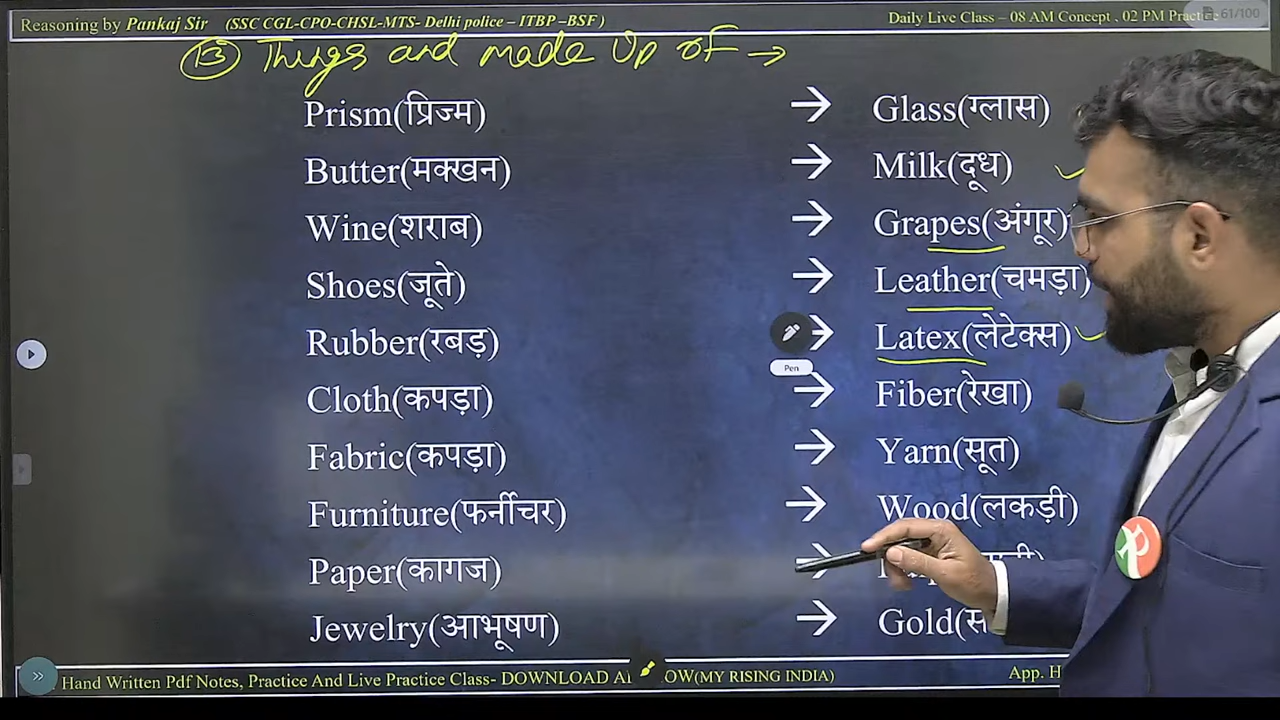 Reasoning by Pankaj Sir (SSC CGL-CPO-CHSL-MTS- Delhi police – ITBP –BSF )
Daily Live Class – 08 AM Concept , 02 PM Practice
61/100
13 Things and made up of →
Prism(प्रिज्म) → Glass(ग्लास)
Butter(मक्खन) → Milk(दूध)
Wine(शराब) → Grapes(अंगूर)
Shoes(जूते) → Leather(चमड़ा)
Rubber(रबड़) → Latex(लेटेक्स)
Pen
Cloth(कपड़ा) → Fiber(रेखा)
Fabric(कपड़ा) → Yarn(सूत)
Furniture(फर्नीचर) → Wood(लकड़ी)
Paper(कागज) →
Jewelry(आभूषण) → Gold(
Hand Written Pdf Notes, Practice And Live Practice Class- DOWNLOAD OW(MY RISING INDIA)
App.